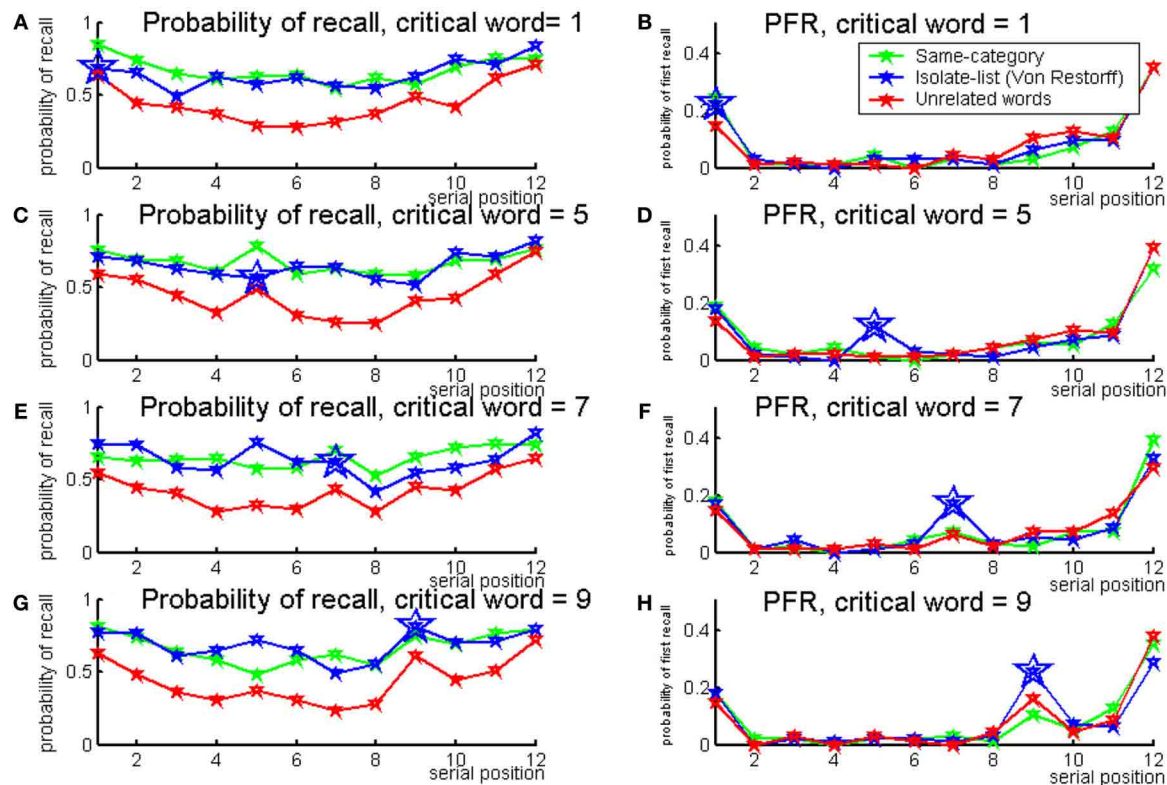 A
Probability of recall, critical word= 1
probability of recall
1
0.5
0
2 4 6 8 10 12
serial position
B
PFR, critical word = 1
probability of first recall
0.4
0.2
0
Same-category
Isolate-list (Von Restorff)
Unrelated words
2 4 6 8 10 12
serial position
C
Probability of recall, critical word = 5
probability of recall
1
0.5
0
2 4 6 8 10 12
serial position
D
PFR, critical word = 5
probability of first recall
0.4
0.2
0
2 4 6 8 10 12
serial position
E
Probability of recall, critical word = 7
probability of recall
1
0.5
0
2 4 6 8 10 12
serial position
F
PFR, critical word = 7
probability of first recall
0.4
0.2
0
2 4 6 8 10 12
serial position
G
Probability of recall, critical word = 9
probability of recall
1
0.5
0
2 4 6 8 10 12
serial position
H
PFR, critical word = 9
probability of first recall
0.4
0.2
0
2 4 6 8 10 12
serial position